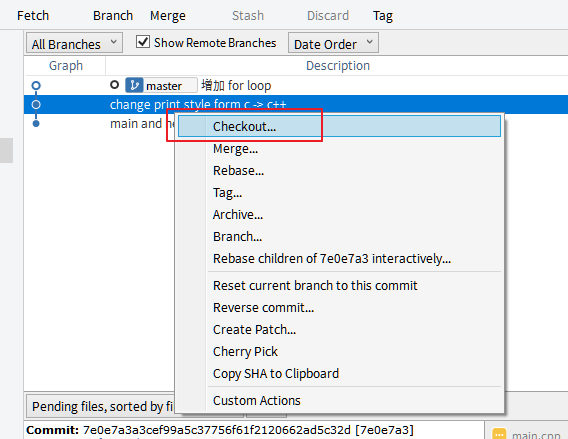 Fetch Branch Merge Stash Discard Tag
All Branches Show Remote Branches Date Order
Graph Description
master 增加 for loop
change print style form c -> c++
main and he
Checkout...
Merge...
Rebase...
Tag...
Archive...
Branch...
Rebase children of 7e0e7a3 interactively...
Reset current branch to this commit
Reverse commit...
Create Patch...
Cherry Pick
Copy SHA to Clipboard
Custom Actions
Pending files, sorted by fi
Commit: 7e0e7a3a3cef99a5c37756f61f2120662ad5c32d [7e0e7a3]
main.cpp